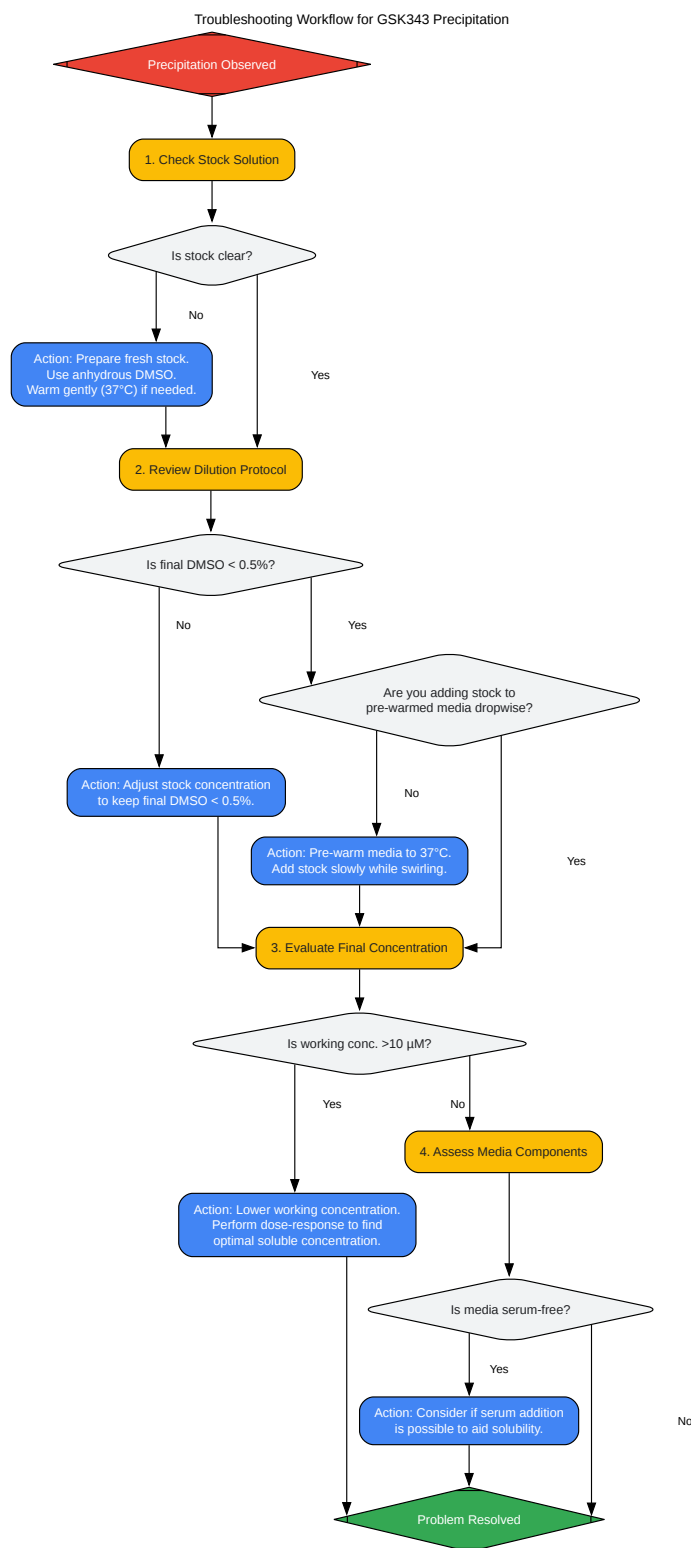 Troubleshooting Workflow for GSK343 Precipitation
Precipitation Observed
1. Check Stock Solution
Is stock clear?
No
Yes
Action: Prepare fresh stock.
Use anhydrous DMSO.
Warm gently (37°C) if needed.
2. Review Dilution Protocol
Is final DMSO < 0.5%?
No
Yes
Are you adding stock to
pre-warmed media dropwise?
Action: Adjust stock concentration
to keep final DMSO < 0.5%.
No
Yes
Action: Pre-warm media to 37°C.
Add stock slowly while swirling.
3. Evaluate Final Concentration
Is working conc. >10 µM?
Yes
No
4. Assess Media Components
Action: Lower working concentration.
Perform dose-response to find
optimal soluble concentration.
Is media serum-free?
Yes
No
Action: Consider if serum addition
is possible to aid solubility.
Problem Resolved